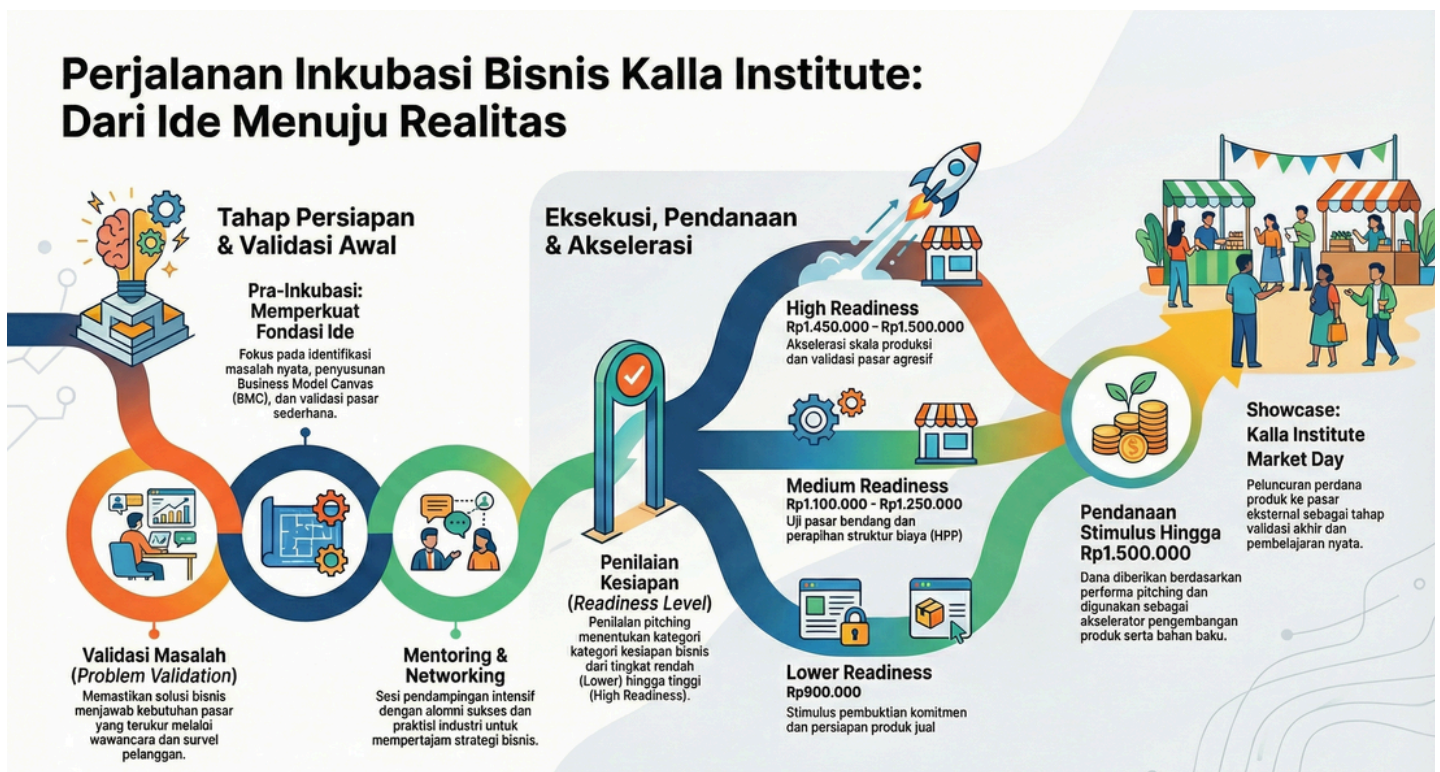 Perjalanan Inkubasi Bisnis Kalla Institute:
Dari Ide Menuju Realitas
Tahap Persiapan
& Validasi Awal
Pra-Inkubasi:
Memperkuat
Fondasi Ide
Fokus pada identifikasi
masalah nyata, penyusunan
Business Model Canvas
(BMC), dan validasi pasar
sederhana.
Validasi Masalah
(Problem Validation)
Memastikan solusi bisnis
menjawab kebutuhan pasar
yang terukur melaloi
wawancara dan survel
pelanggan.
Mentoring &
Networking
Sesi pendampingan intensif
dengan alomni sukses dan
praktisl industri untuk
mempertajam strategi bisnis.
Eksekusi, Pendanaan
& Akselerasi
Penilaian
Kesiapan
(Readiness Level)
Penilalan pitching
menentukan kategori
kategori kesiapan bisnis
dari tingkat rendah
(Lower) hingga tinggi
(High Readiness).
High Readiness
Rp1.450.000 – Rp1.500.000
Akselerasi skala produksi
dan validasi pasar agresif
Medium Readiness
Rp1.100.000 - Rp1.250.000
Uji pasar bendang dan
perapihan struktur biaya (HPP)
Lower Readiness
Rp900.000
Stimulus pembuktian komitmen
dan persiapan produk jual
Pendanaan
Stimulus Hingga
Rp1.500.000
Dana diberikan berdasarkan
performa pitching dan
digunakan sebagai
akselerator pengembangan
produk serta bahan baku.
Showcase:
Kalla Institute
Market Day
Peluncuran perdana
produk ke pasar
eksternal sebagai tahap
validasi akhir dan
pembelajaran nyata.